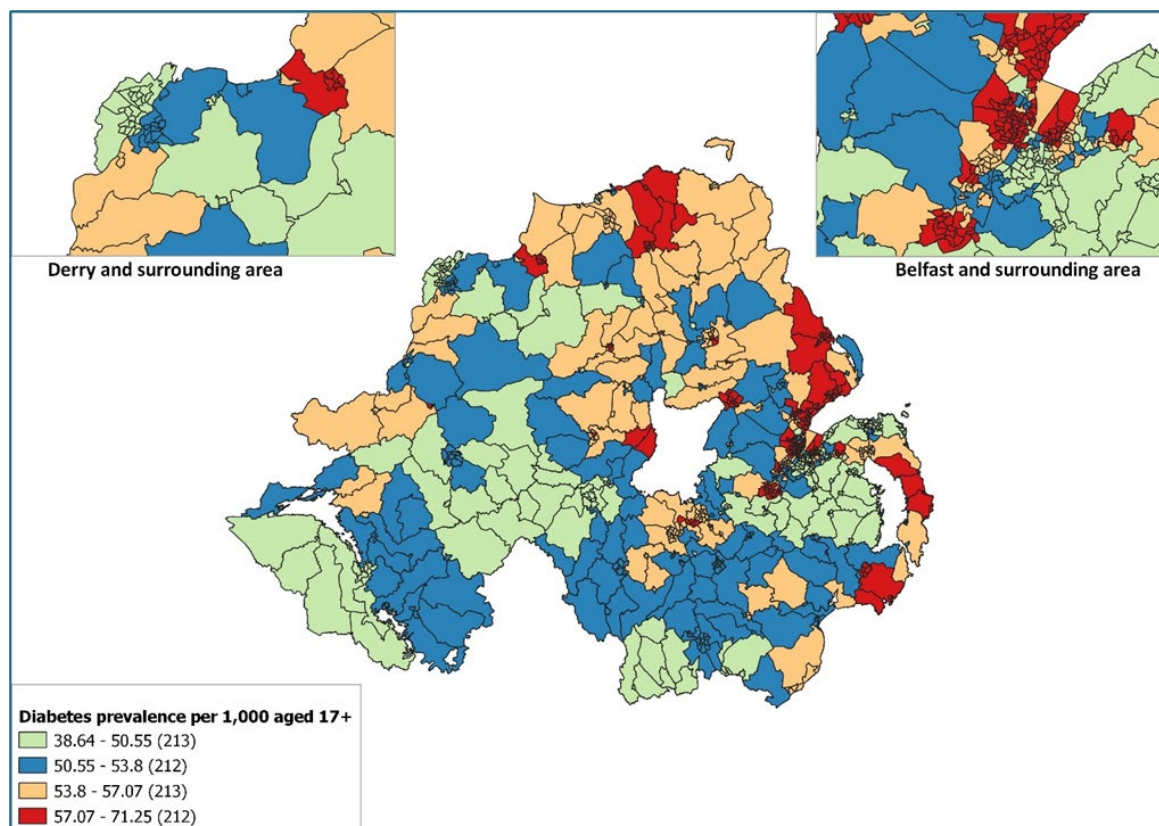 Derry and surrounding area
Belfast and surrounding area
Diabetes prevalence per 1,000 aged 17+
38.64 - 50.55 (213)
50.55 - 53.8 (212)
53.8 - 57.07 (213)
57.07 - 71.25 (212)